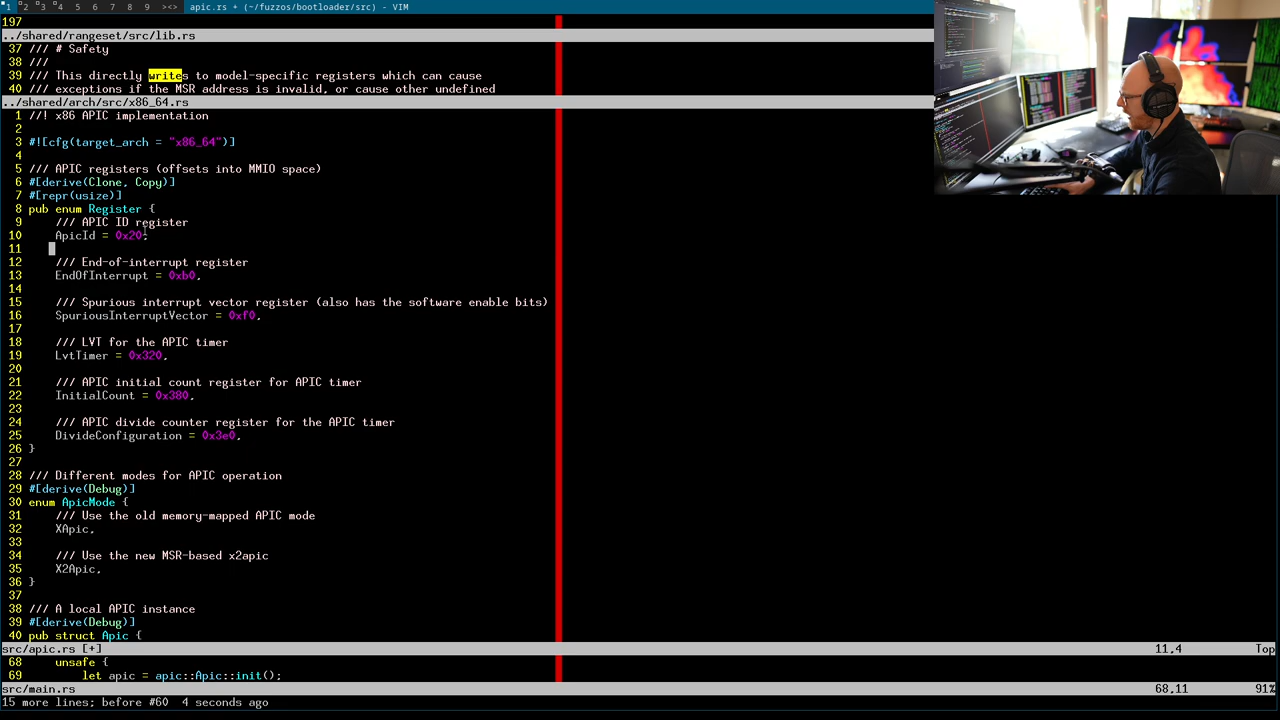 1 2 3 4 5 6 7 8 9 ><> apic.rs + (~/fuzzos/bootloader/src) - VIM
197
../shared/rangeset/src/lib.rs
37 /// # Safety
38 ///
39 /// This directly writes to model-specific registers which can cause
40 /// exceptions if the MSR address is invalid, or cause other undefined
../shared/arch/src/x86_64.rs
1 //! x86 APIC implementation
2
3 #![cfg(target_arch = "x86_64")]
4
5 /// APIC registers (offsets into MMIO space)
6 #[derive(Clone, Copy)]
7 #[repr(usize)]
8 pub enum Register {
9 /// APIC ID register
10 ApicId = 0x20;
11
12 /// End-of-interrupt register
13 EndOfInterrupt = 0xb0,
14
15 /// Spurious interrupt vector register (also has the software enable bits)
16 SpuriousInterruptVector = 0xf0,
17
18 /// LVT for the APIC timer
19 LvtTimer = 0x320,
20
21 /// APIC initial count register for APIC timer
22 InitialCount = 0x380,
23
24 /// APIC divide counter register for the APIC timer
25 DivideConfiguration = 0x3e0,
26 }
27
28 /// Different modes for APIC operation
29 #[derive(Debug)]
30 enum ApicMode {
31 /// Use the old memory-mapped APIC mode
32 XApic,
33
34 /// Use the new MSR-based x2apic
35 X2Apic,
36 }
37
38 /// A local APIC instance
39 #[derive(Debug)]
40 pub struct Apic {
src/apic.rs [+] 11,4 Top
68 unsafe {
69 let apic = apic::Apic::init();
src/main.rs 68,11 91%
15 more lines; before #60 4 seconds ago